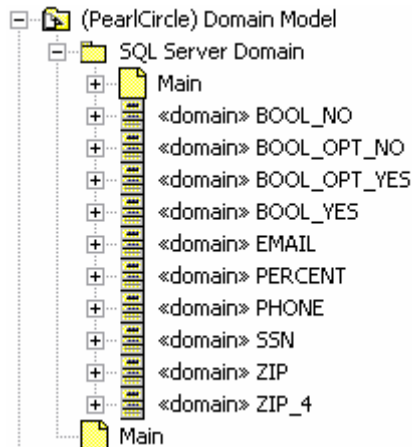 (PearlCircle) Domain Model
SQL Server Domain
Main
«domain» BOOL_NO
«domain» BOOL_OPT_NO
«domain» BOOL_OPT_YES
«domain» BOOL_YES
«domain» EMAIL
«domain» PERCENT
«domain» PHONE
«domain» SSN
«domain» ZIP
«domain» ZIP_4
Main